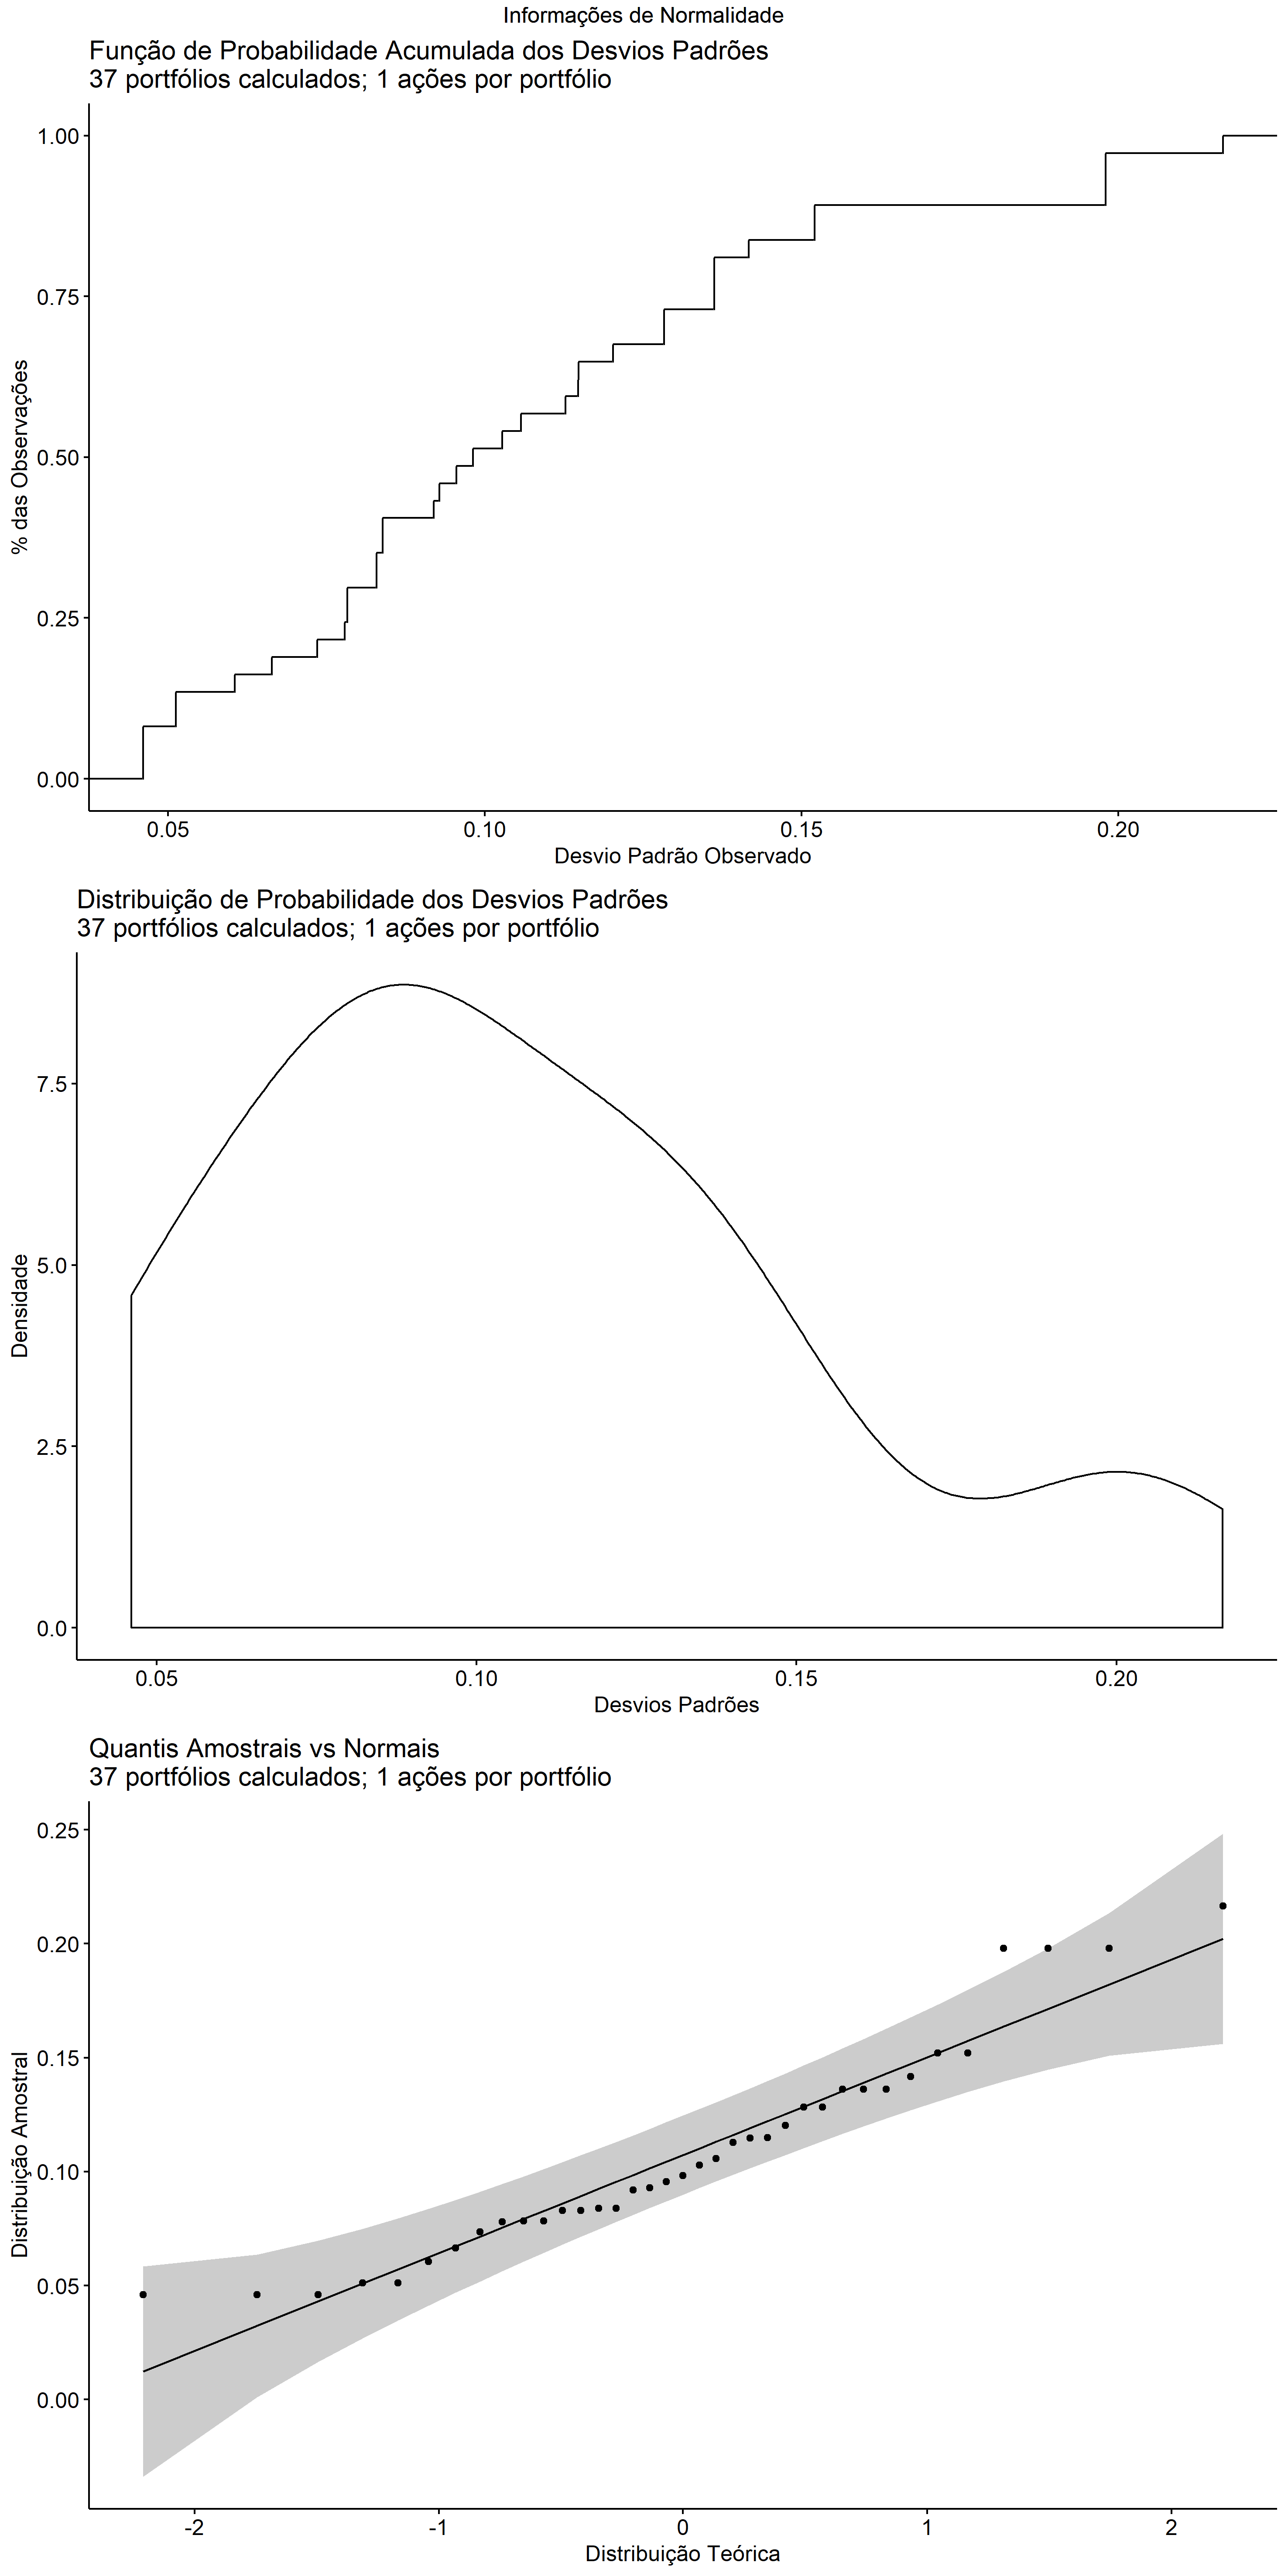 Informações de Normalidade
Função de Probabilidade Acumulada dos Desvios Padrões
37 portfólios calculados; 1 ações por portfólio
1.00
0.75
0.50
0.25
0.00
% das Observações
0.05 0.10 0.15 0.20
Desvio Padrão Observado
Distribuição de Probabilidade dos Desvios Padrões
37 portfólios calculados; 1 ações por portfólio
7.5
5.0
2.5
0.0
Densidade
0.05 0.10 0.15 0.20
Desvios Padrões
Quantis Amostrais vs Normais
37 portfólios calculados; 1 ações por portfólio
0.25
0.20
0.15
0.10
0.05
0.00
Distribuição Amostral
-2 -1 0 1 2
Distribuição Teórica